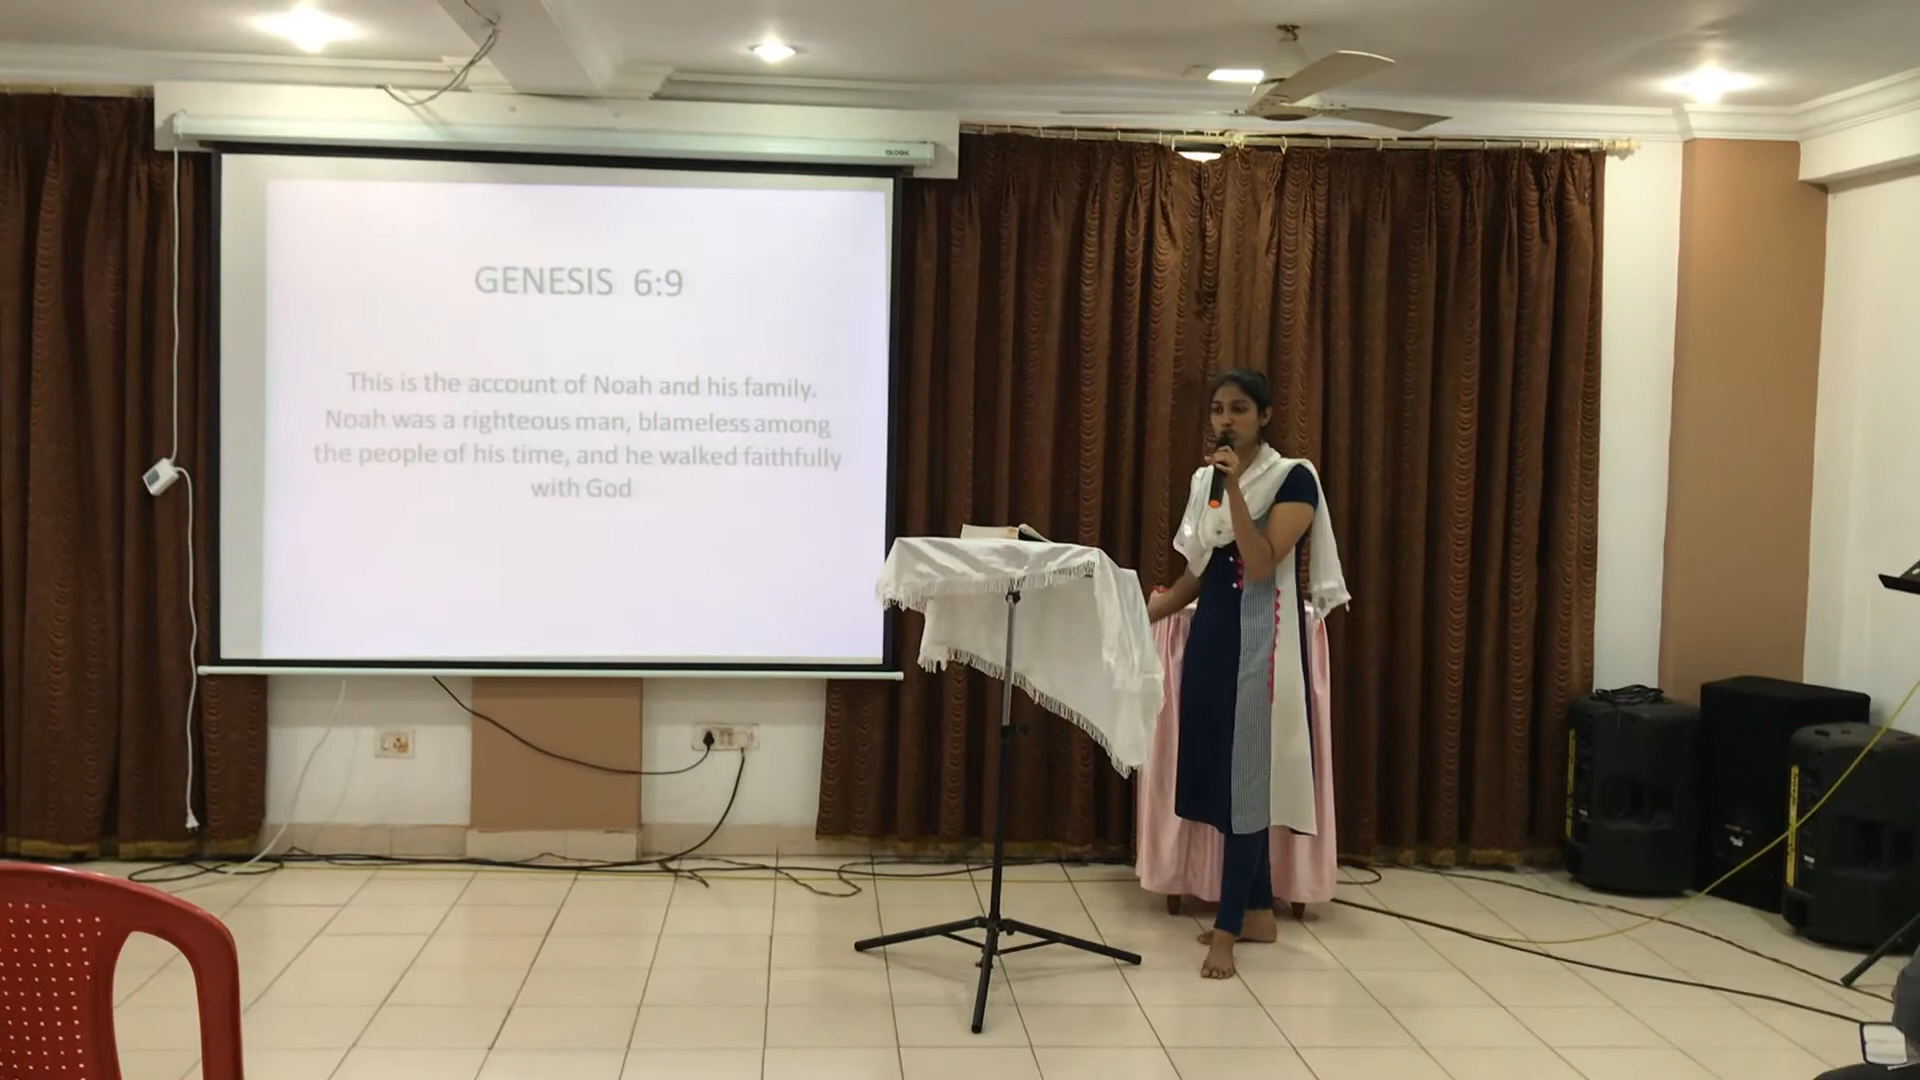 QLOGIC
GENESIS 6:9
This is the account of Noah and his family.
Noah was a righteous man, blameless among
the people of his time, and he walked faithfully
with God